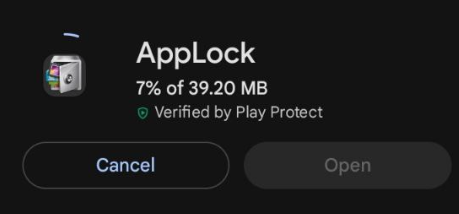 AppLock
7% of 39.20 MB
Verified by Play Protect
Cancel
Open